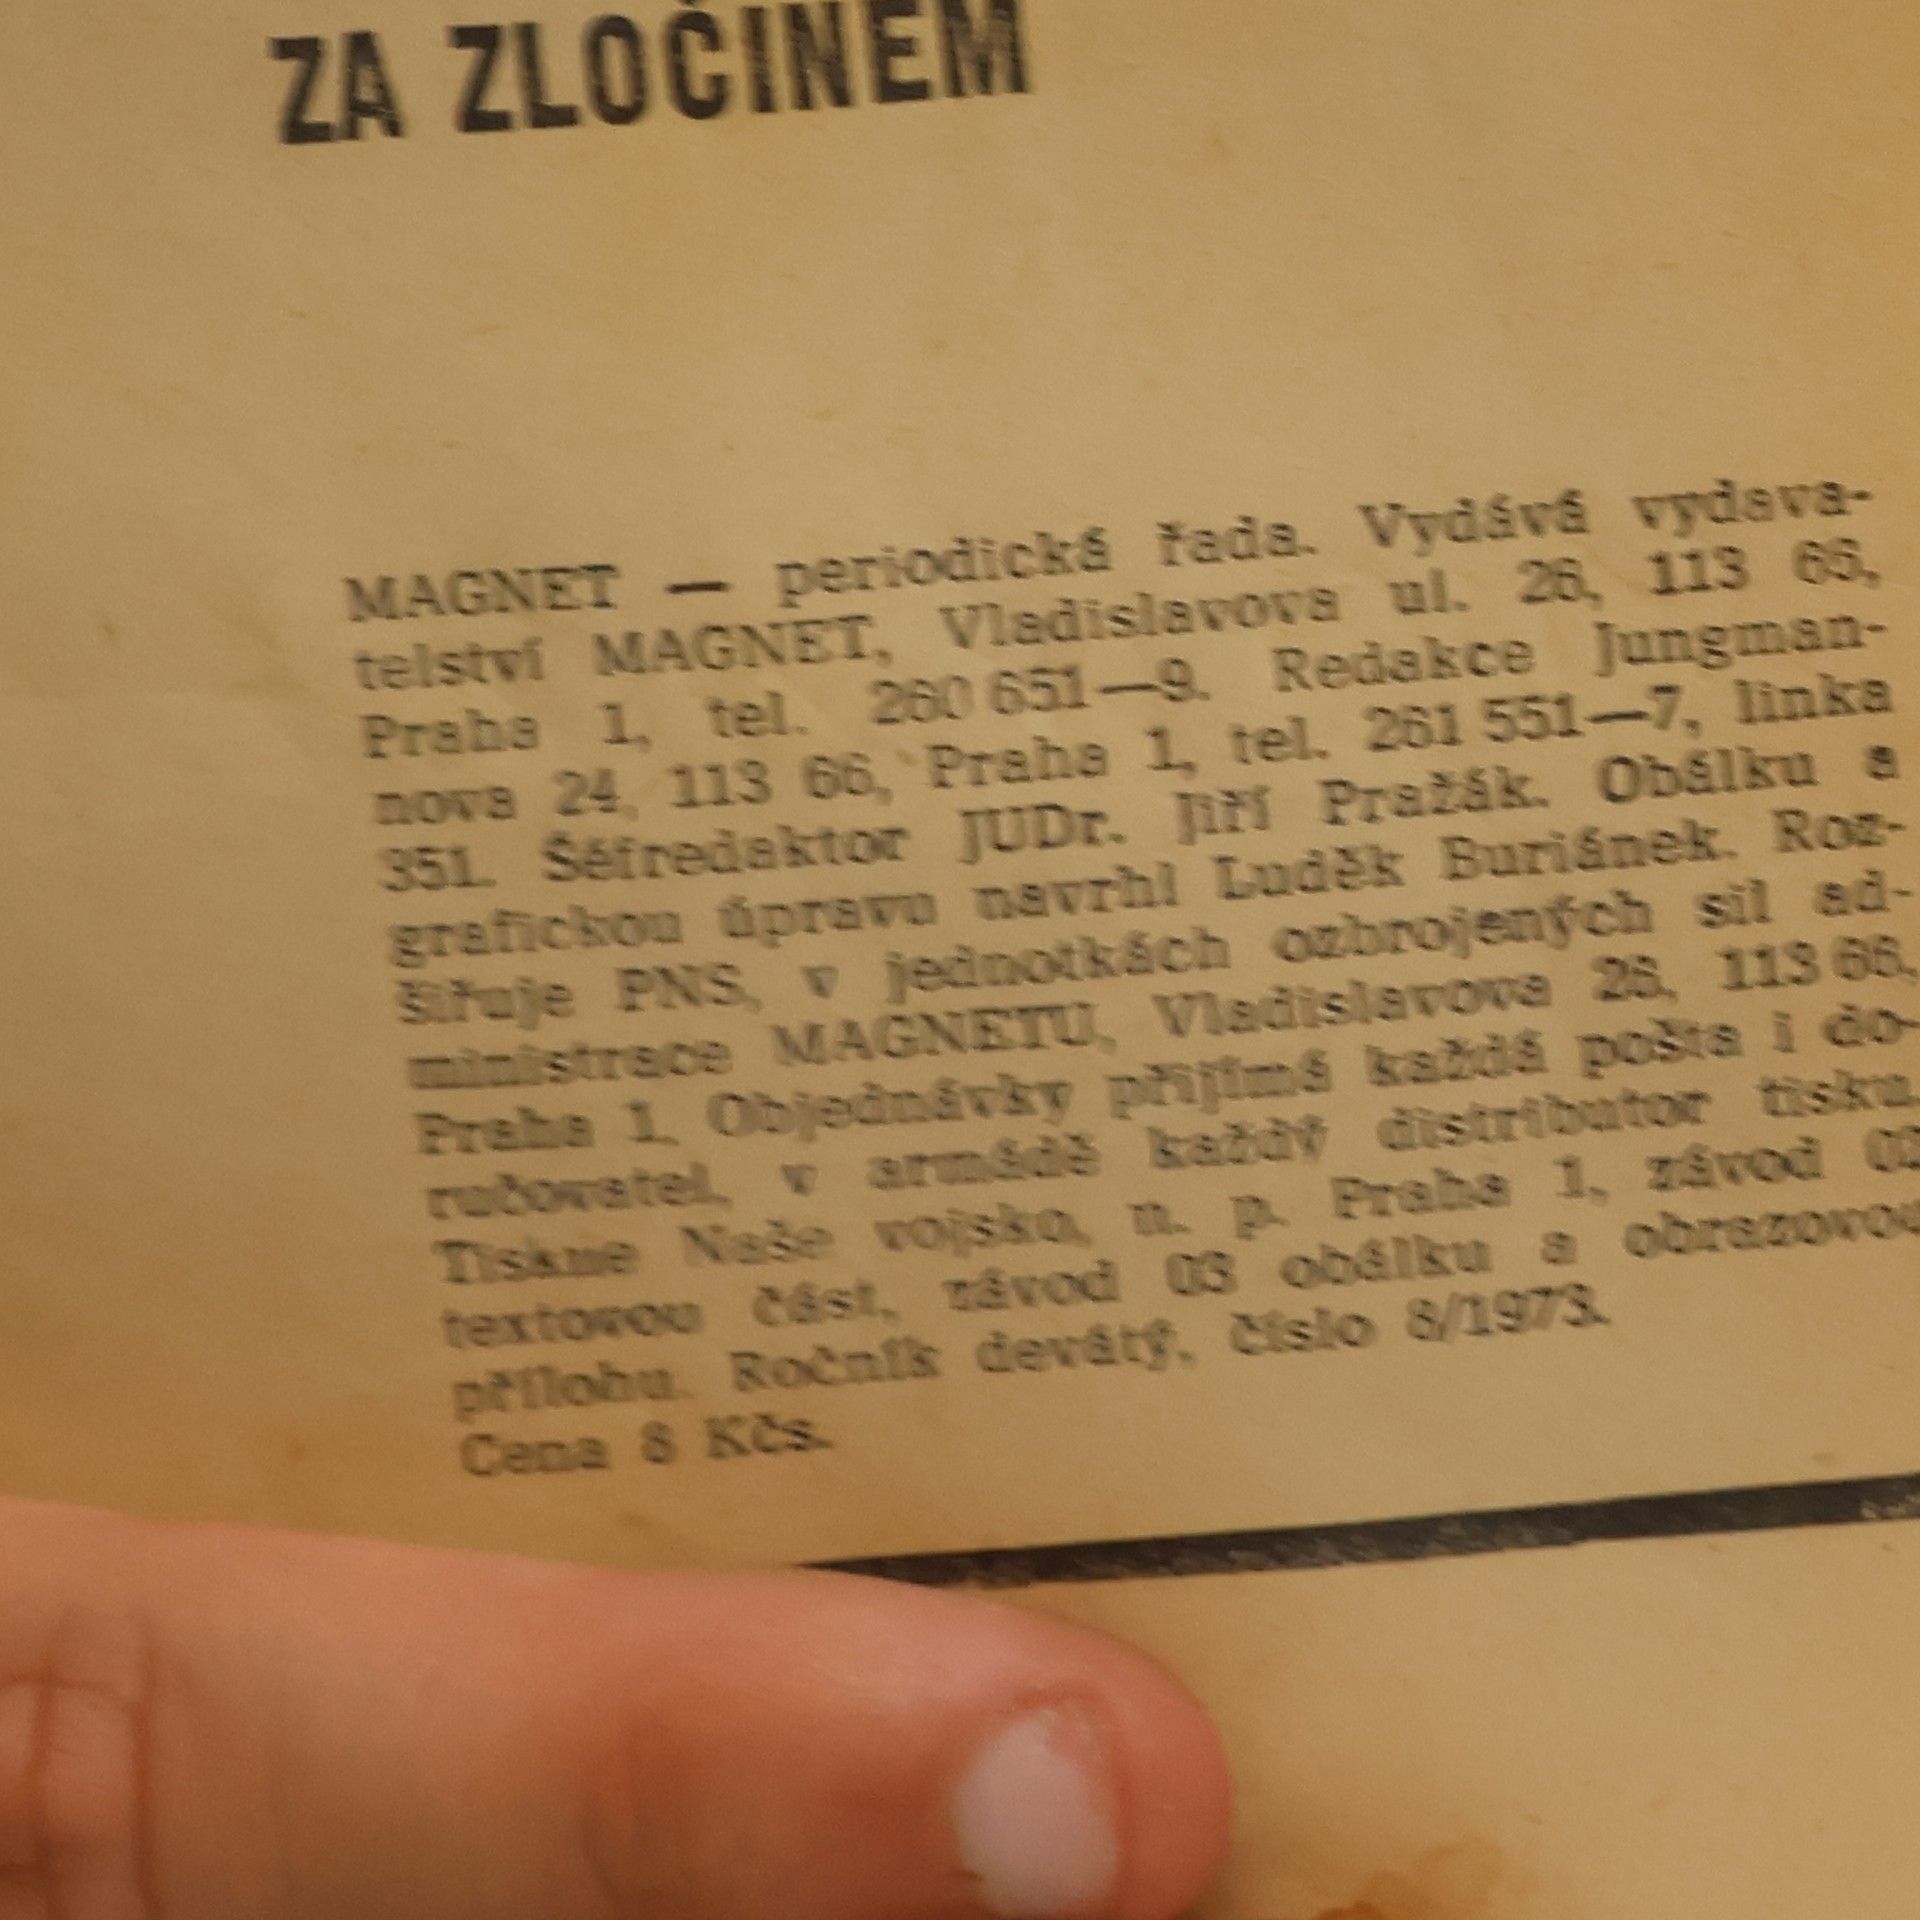 ZA ZLOČINEM
MAGNET — periodická řada. Vydává vydava-
telství MAGNET, Vladislavova ul. 26, 113 66,
Praha 1, tel. 260 651—9. Redakce Jungman-
nova 24, 113 66, Praha 1, tel. 261 551—7, linka
351. Šéfredaktor JUDr. Jiří Pražák. Obálku a
grafickou úpravu navrhl Luděk Buriánek. Roz-
šiřuje PNS, v jednotkách ozbrojených sil ad-
ministrace MAGNETU, Vladislavova 26, 113 66,
Praha 1. Objednávky přijímá každá pošta i do-
ručovatel, v armádě každý distributor tisku.
Tiskne Naše vojsko, n. p. Praha 1, závod 02
textovou část, závod 03 obálku a obrazovou
přílohu. Ročník devátý, číslo 8/1973.
Cena 8 Kčs.